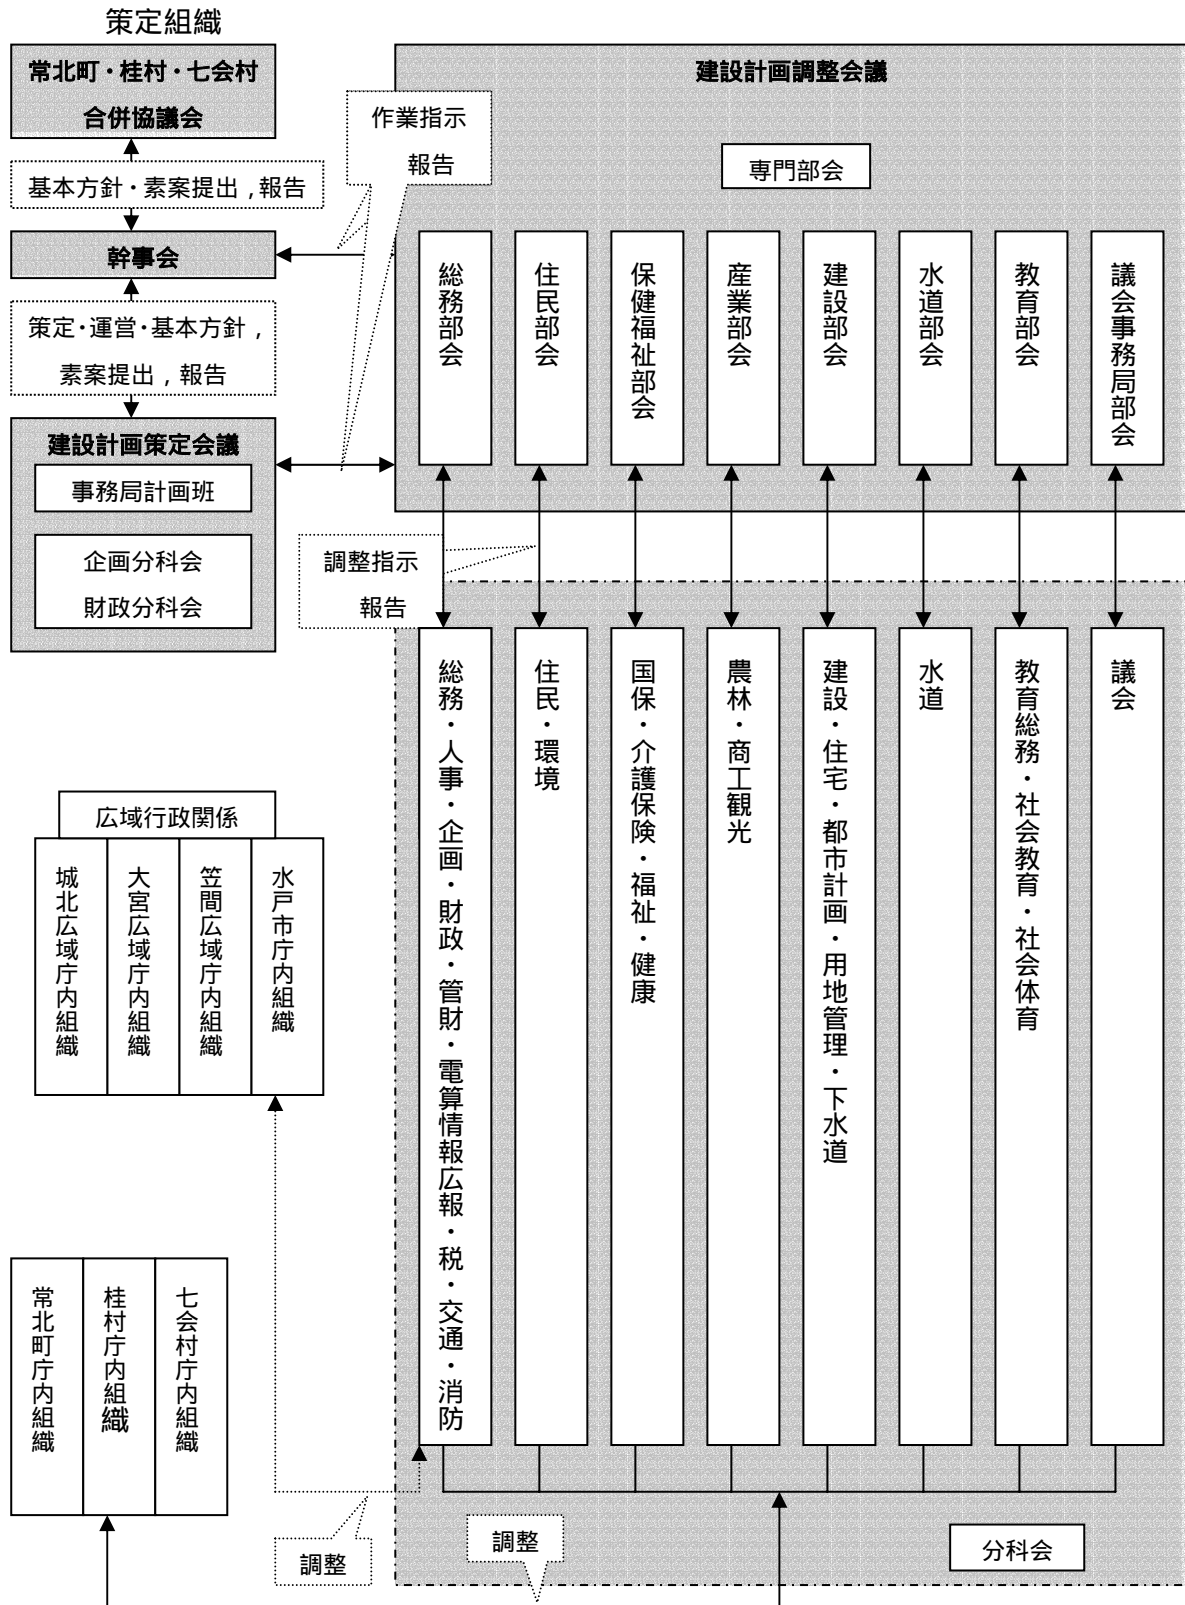 策定組織
常北町・桂村・七会村
合併協議会
基本方針・素案提出，報告
幹事会
策定・運営・基本方針，
素案提出，報告
建設計画策定会議
事務局計画班
企画分科会
財政分科会
作業指示
報告
建設計画調整会議
専門部会
総務部会
住民部会
保健福祉部会
産業部会
建設部会
水道部会
教育部会
議会事務局部会
調整指示
報告
総務・人事・企画・財政・管財・電算情報広報・税・交通・消防
住民・環境
国保・介護保険・福祉・健康
農林・商工観光
建設・住宅・都市計画・用地管理・下水道
水道
教育総務・社会教育・社会体育
議会
広域行政関係
城北広域庁内組織
大宮広域庁内組織
笠間広域庁内組織
水戸市庁内組織
常北町庁内組織
桂村庁内組織
七会村庁内組織
調整
調整
分科会